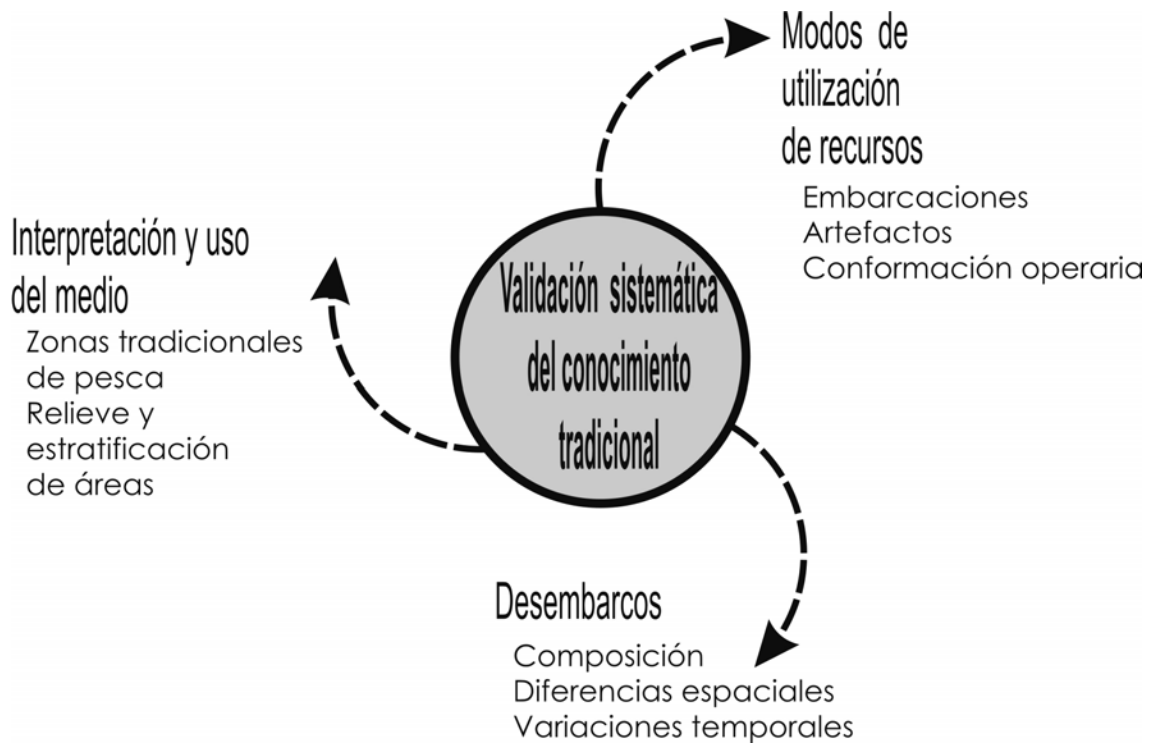 Modos de
utilización
de recursos
Embarcaciones
Artefactos
Conformación operaria
Interpretación y uso
del medio
Zonas tradicionales
de pesca
Relieve y
estratificación
de áreas
Validación sistemática
del conocimiento
tradicional
Desembarcos
Composición
Diferencias espaciales
Variaciones temporales